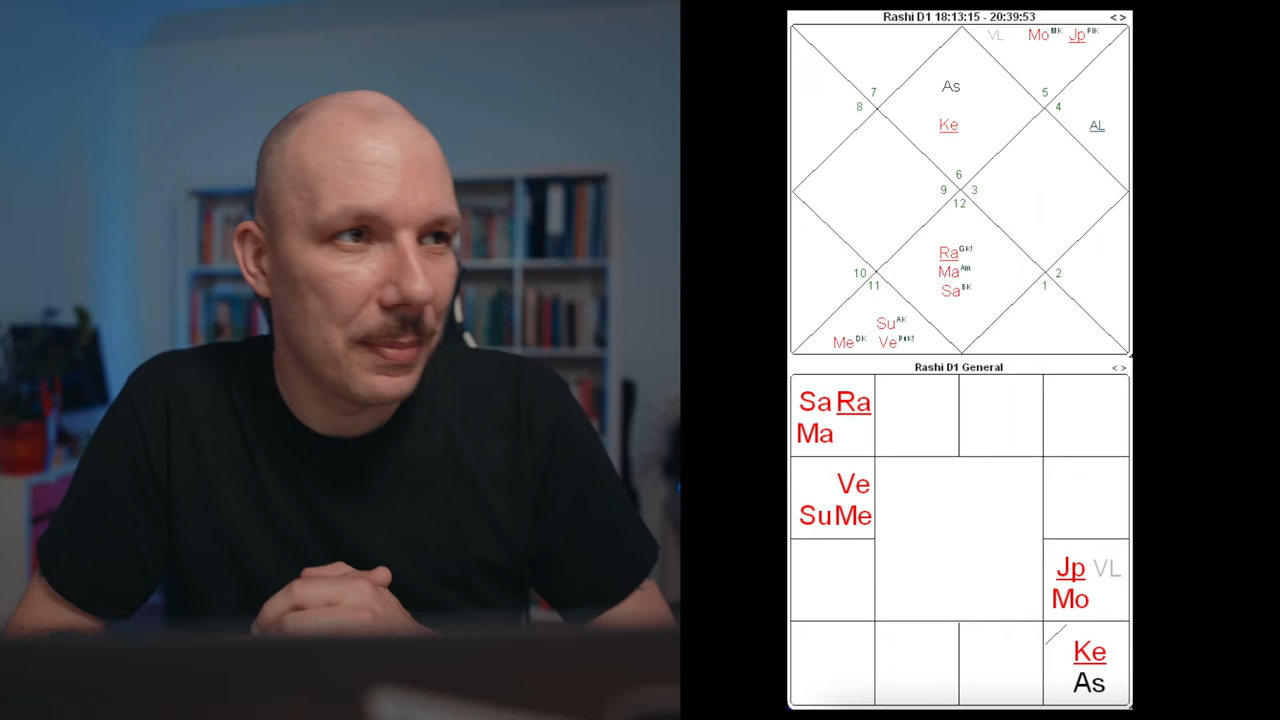 Rashi D1 18:13:15 - 20:39:53 < >
VL Mo MK Jp PiK
As
7 5
8 4
Ke AL
6
9 3
12
Ra GK!
10 Ma Am 2
11 Sa BK 1
Su AK
Me DK Ve P+K!
Rashi D1 General < >
Sa Ra
Ma
Ve
Su Me
Jp VL
Mo
Ke
As